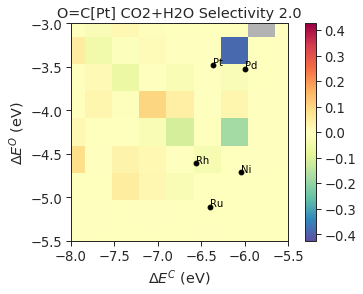 O=C[Pt] CO2+H2O Selectivity 2.0
−3.0
−3.5
−4.0
−4.5
−5.0
−5.5
ΔE^O (eV)
Pt
Pd
Rh
Ni
Ru
−8.0 −7.5 −7.0 −6.5 −6.0 −5.5
ΔE^C (eV)
0.4
0.3
0.2
0.1
0.0
−0.1
−0.2
−0.3
−0.4